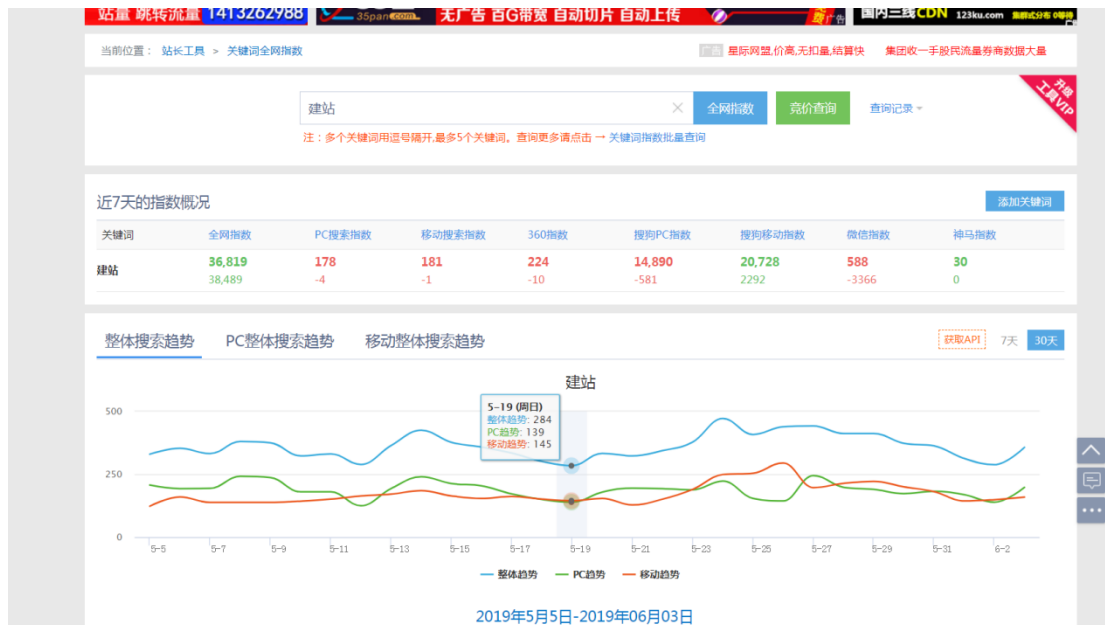 站量 跳转流量 1413262988 35pan.com 无广告 百G带宽 自动切片 自动上传 广告 国内三线CDN 123ku.com 集群式分布 0等待
当前位置： 站长工具 > 关键词全网指数 广告 星际网盟,价高,无扣量,结算快 集团收一手股民流量券商数据大量
升级
工具VIP
建站 全网指数 竞价查询 查询记录
注：多个关键词用逗号隔开,最多5个关键词。查询更多请点击 → 关键词指数批量查询
近7天的指数概况 添加关键词
关键词 全网指数 PC搜索指数 移动搜索指数 360指数 搜狗PC指数 搜狗移动指数 微信指数 神马指数
建站 36,819 178 181 224 14,890 20,728 588 30
38,489 -4 -1 -10 -581 2292 -3366 0
整体搜索趋势 PC整体搜索趋势 移动整体搜索趋势 获取API 7天 30天
建站
5-19 (周日)
整体趋势: 284
PC趋势: 139
移动趋势: 145
500
250
0
5-5 5-7 5-9 5-11 5-13 5-15 5-17 5-19 5-21 5-23 5-25 5-27 5-29 5-31 6-2
整体趋势 PC趋势 移动趋势
2019年5月5日-2019年06月03日